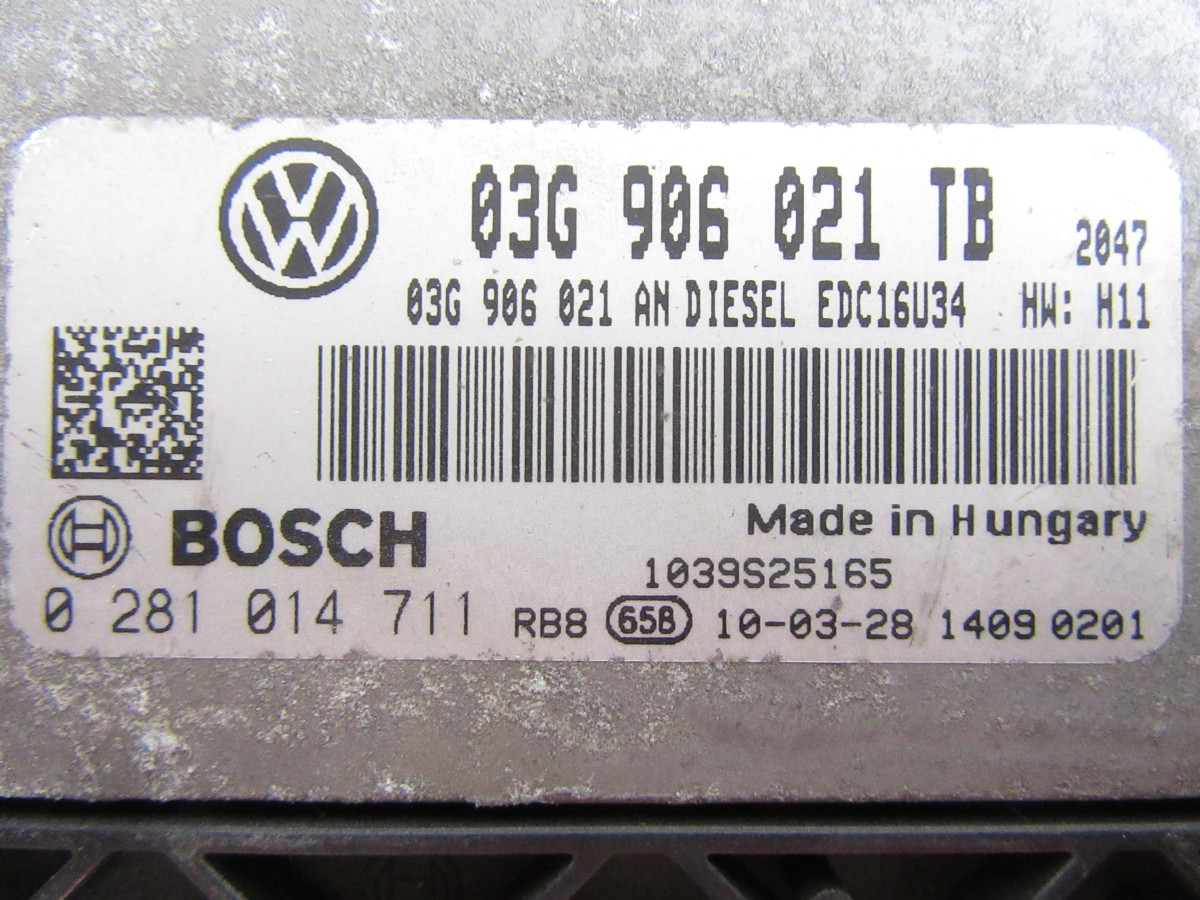 03G 906 021 TB 2047
03G 906 021 AN DIESEL EDC16U34 HW: H11
BOSCH
Made in Hungary
1039S25165
0 281 014 711 RB8 65B 10-03-28 1409 0201